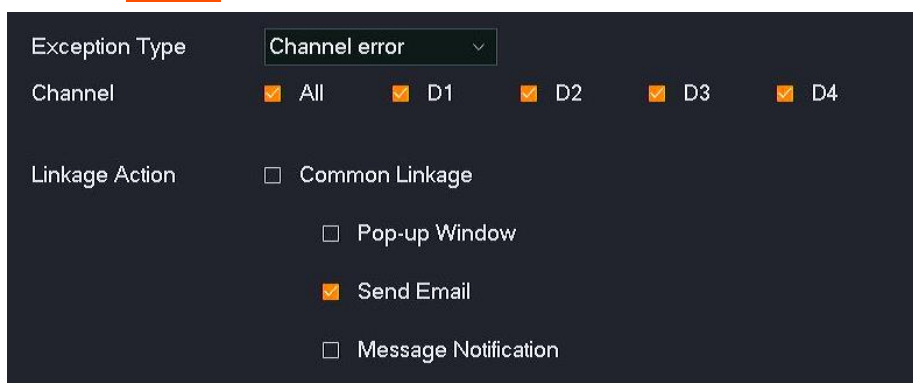 Exception Type Channel error
Channel All D1 D2 D3 D4
Linkage Action Common Linkage
Pop-up Window
Send Email
Message Notification